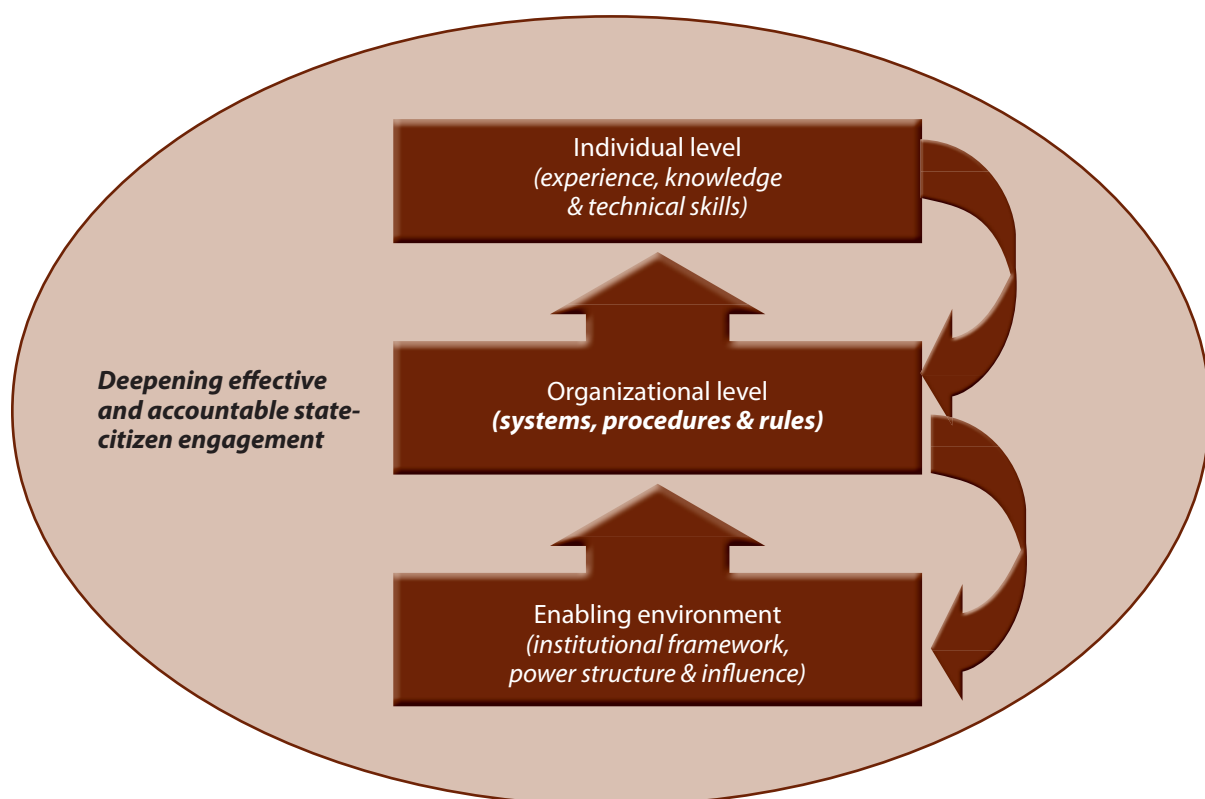 Individual level
(experience, knowledge
& technical skills)
Deepening effective
and accountable state-
citizen engagement
Organizational level
(systems, procedures & rules)
Enabling environment
(institutional framework,
power structure & influence)